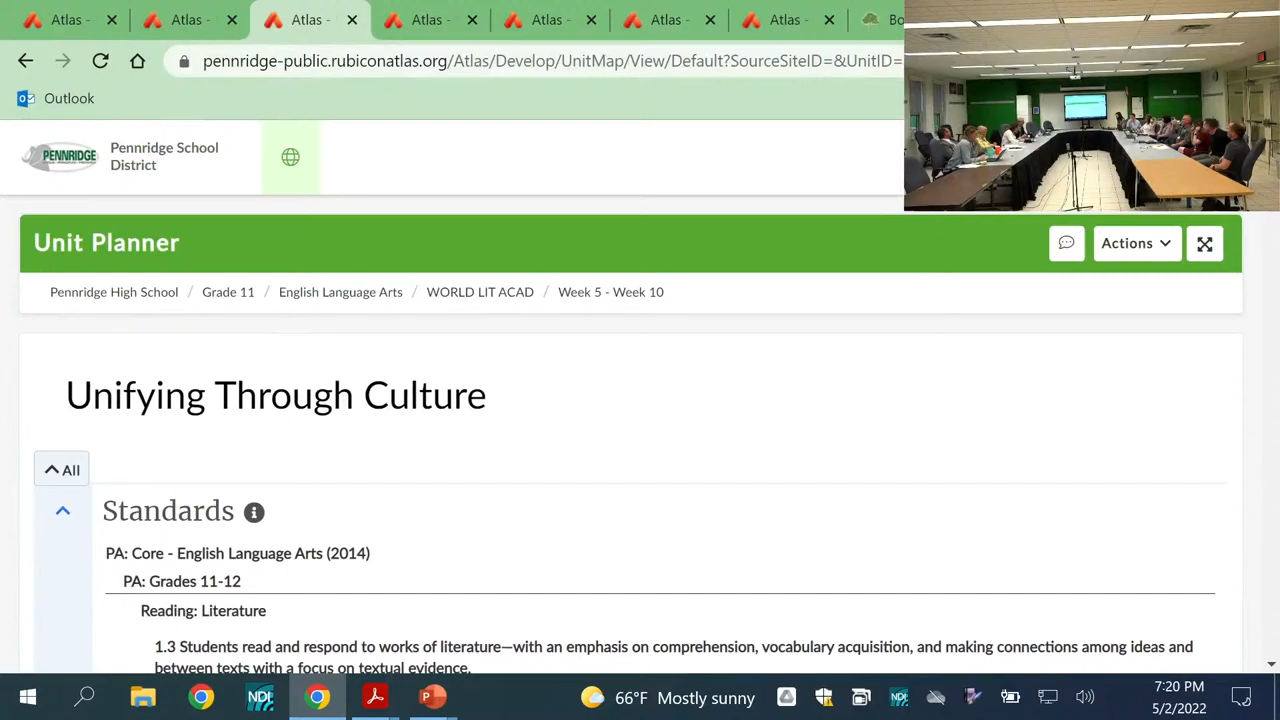 Atlas - Atlas - Atlas - Atlas - Atlas - Atlas - Atlas - Bo
pennridge-public.rubiconatlas.org/Atlas/Develop/UnitMap/View/Default?SourceSiteID=&UnitID=
Outlook
PENNRIDGE
Pennridge School
District
Unit Planner
Actions
Pennridge High School / Grade 11 / English Language Arts / WORLD LIT ACAD / Week 5 - Week 10
Unifying Through Culture
All
Standards
PA: Core - English Language Arts (2014)
PA: Grades 11-12
Reading: Literature
1.3 Students read and respond to works of literature—with an emphasis on comprehension, vocabulary acquisition, and making connections among ideas and
between texts with a focus on textual evidence.
NDI
66°F Mostly sunny
NDI
7:20 PM
5/2/2022